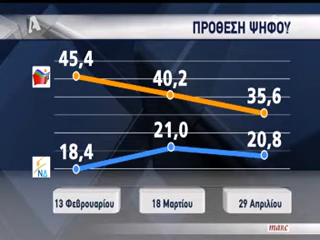 ΠΡΟΘΕΣΗ ΨΗΦΟΥ
45,4
40,2
35,6
18,4
21,0
20,8
ΝΔ
13 Φεβρουαρίου
18 Μαρτίου
29 Απριλίου
marc